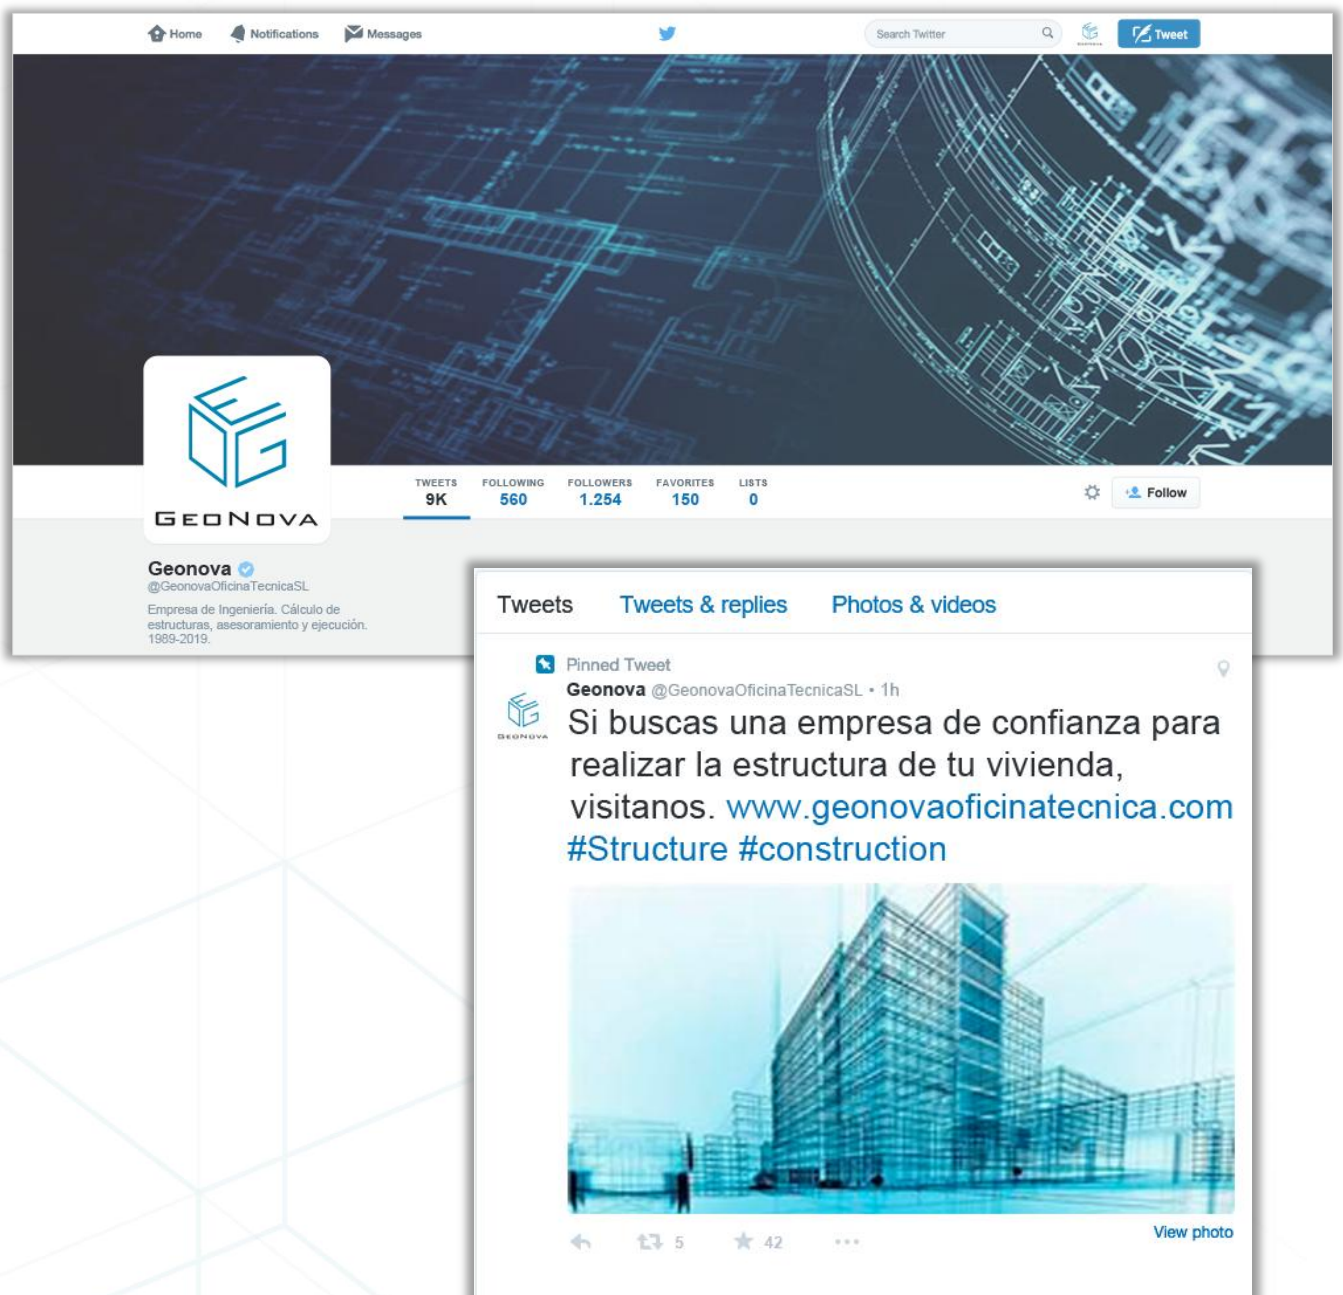 Home Notifications Messages Search Twitter Tweet
GEONOVA
TWEETS FOLLOWING FOLLOWERS FAVORITES LISTS
9K 560 1.254 150 0
Follow
GEONOVA
Geonova
@GeonovaOficinaTecnicaSL
Empresa de Ingeniería. Cálculo de
estructuras, asesoramiento y ejecución.
1989-2019.
Tweets Tweets & replies Photos & videos
Pinned Tweet
Geonova @GeonovaOficinaTecnicaSL • 1h
GEONOVA
Si buscas una empresa de confianza para
realizar la estructura de tu vivienda,
visitanos. www.geonovaoficinatecnica.com
#Structure #construction
View photo
5 42